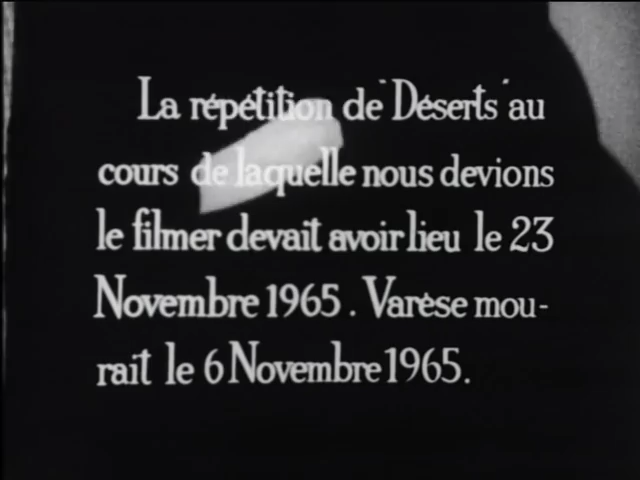 La répétition de "Déserts" au
cours de laquelle nous devions
le filmer devait avoir lieu le 23
Novembre 1965. Varèse mou-
rait le 6 Novembre 1965.